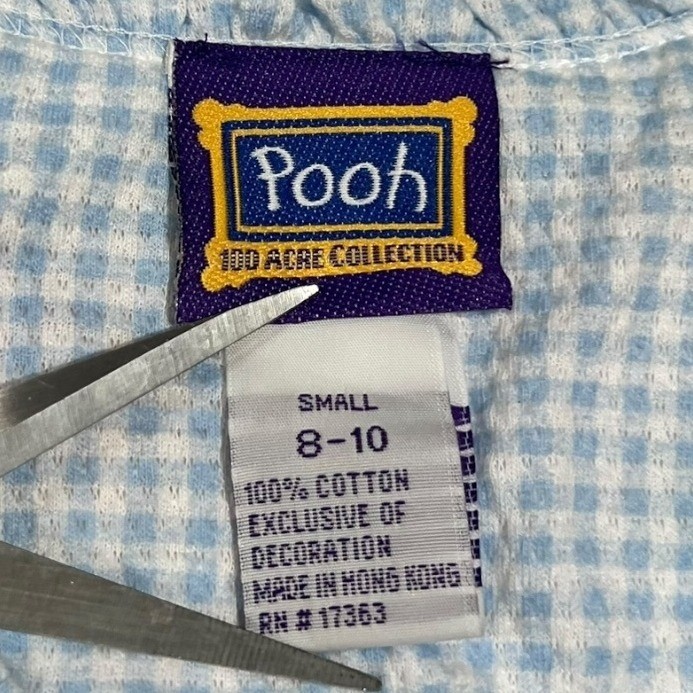 Pooh
100 ACRE COLLECTION
SMALL
8-10
100% COTTON
EXCLUSIVE OF
DECORATION
MADE IN HONG KONG
RN # 17363